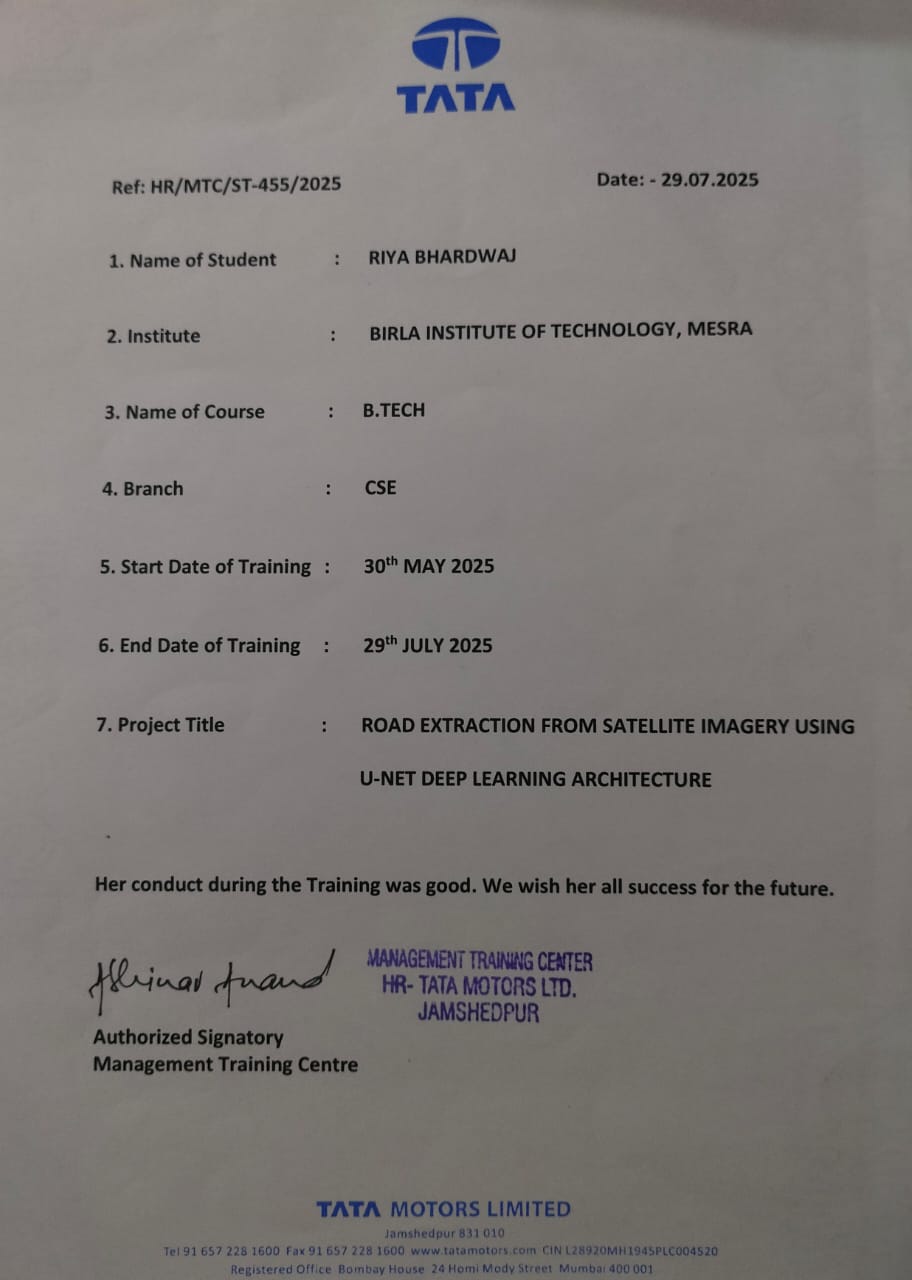 TATA
Ref: HR/MTC/ST-455/2025 Date: - 29.07.2025
1. Name of Student : RIYA BHARDWAJ
2. Institute : BIRLA INSTITUTE OF TECHNOLOGY, MESRA
3. Name of Course : B.TECH
4. Branch : CSE
5. Start Date of Training : 30th MAY 2025
6. End Date of Training : 29th JULY 2025
7. Project Title : ROAD EXTRACTION FROM SATELLITE IMAGERY USING
U-NET DEEP LEARNING ARCHITECTURE
Her conduct during the Training was good. We wish her all success for the future.
Abhinav Anand
MANAGEMENT TRAINING CENTER
HR- TATA MOTORS LTD.
JAMSHEDPUR
Authorized Signatory
Management Training Centre
TATA MOTORS LIMITED
Jamshedpur 831 010
Tel 91 657 228 1600 Fax 91 657 228 1600 www.tatamotors.com CIN L28920MH1945PLC004520
Registered Office Bombay House 24 Homi Mody Street Mumbai 400 001